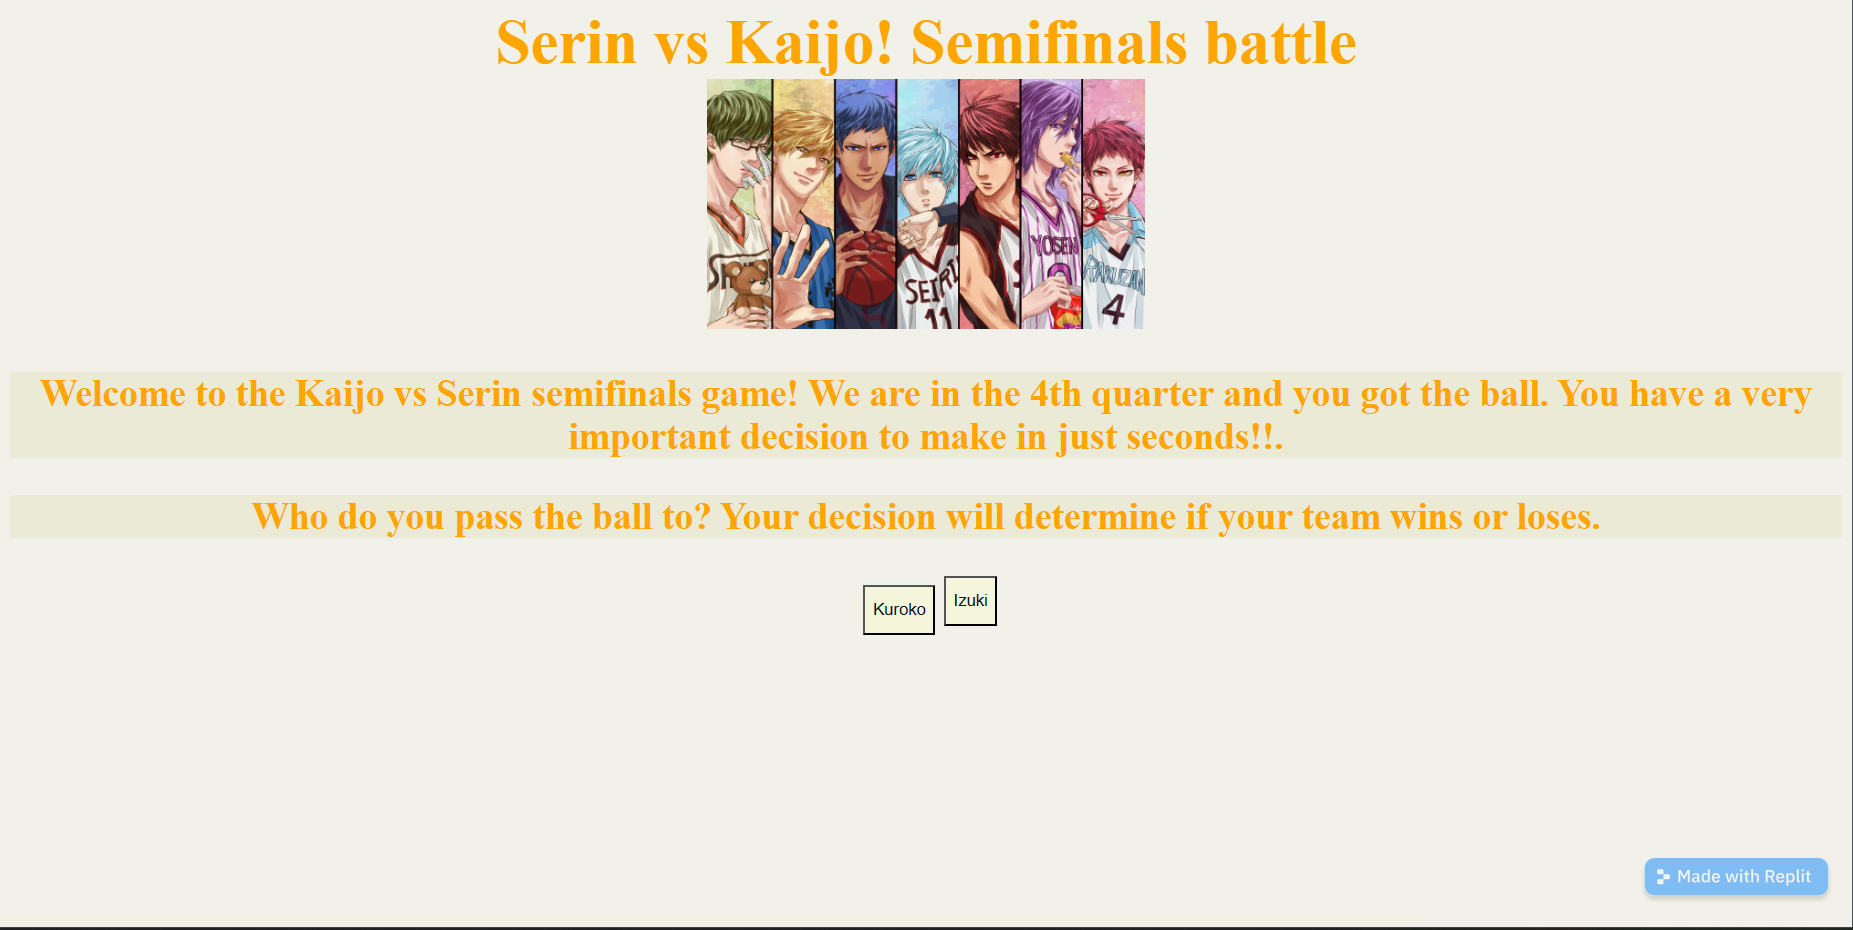 Serin vs Kaijo! Semifinals battle
SEIRI
11
YOSEN
RAKUZAN
4
Welcome to the Kaijo vs Serin semifinals game! We are in the 4th quarter and you got the ball. You have a very
important decision to make in just seconds!!.
Who do you pass the ball to? Your decision will determine if your team wins or loses.
Kuroko
Izuki
Made with Replit